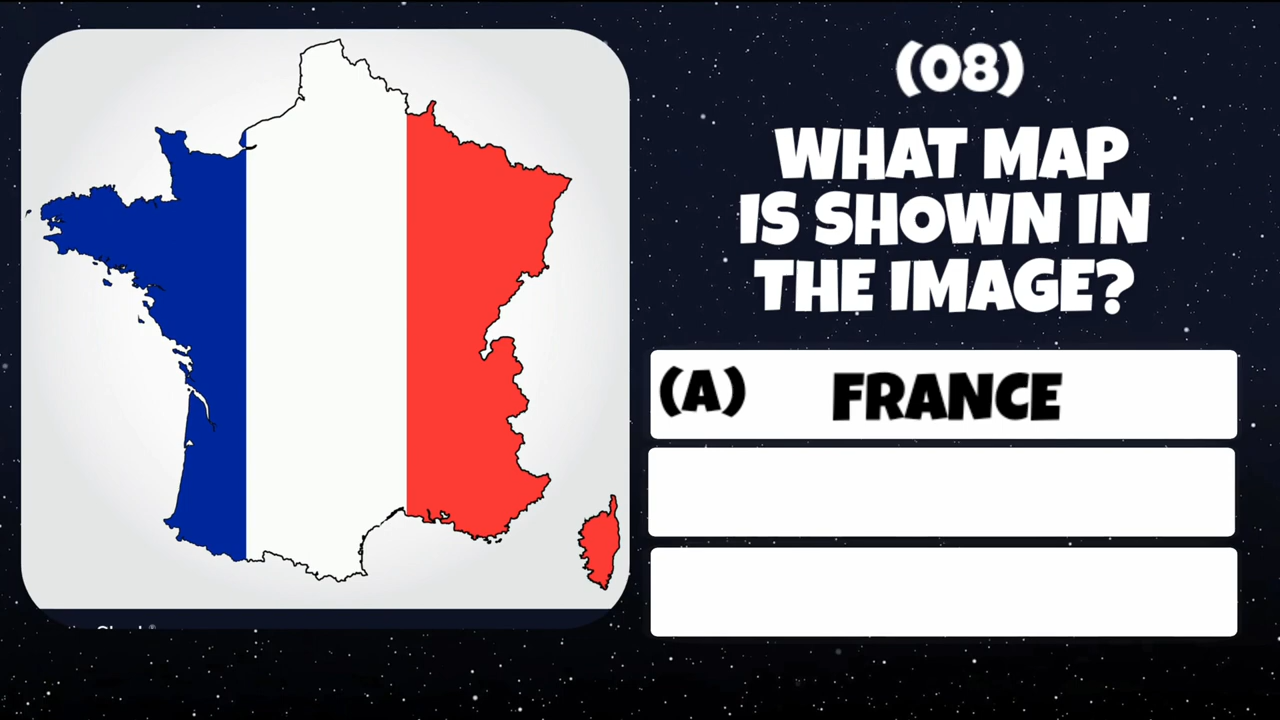 (08)
WHAT MAP
IS SHOWN IN
THE IMAGE?
(A) FRANCE